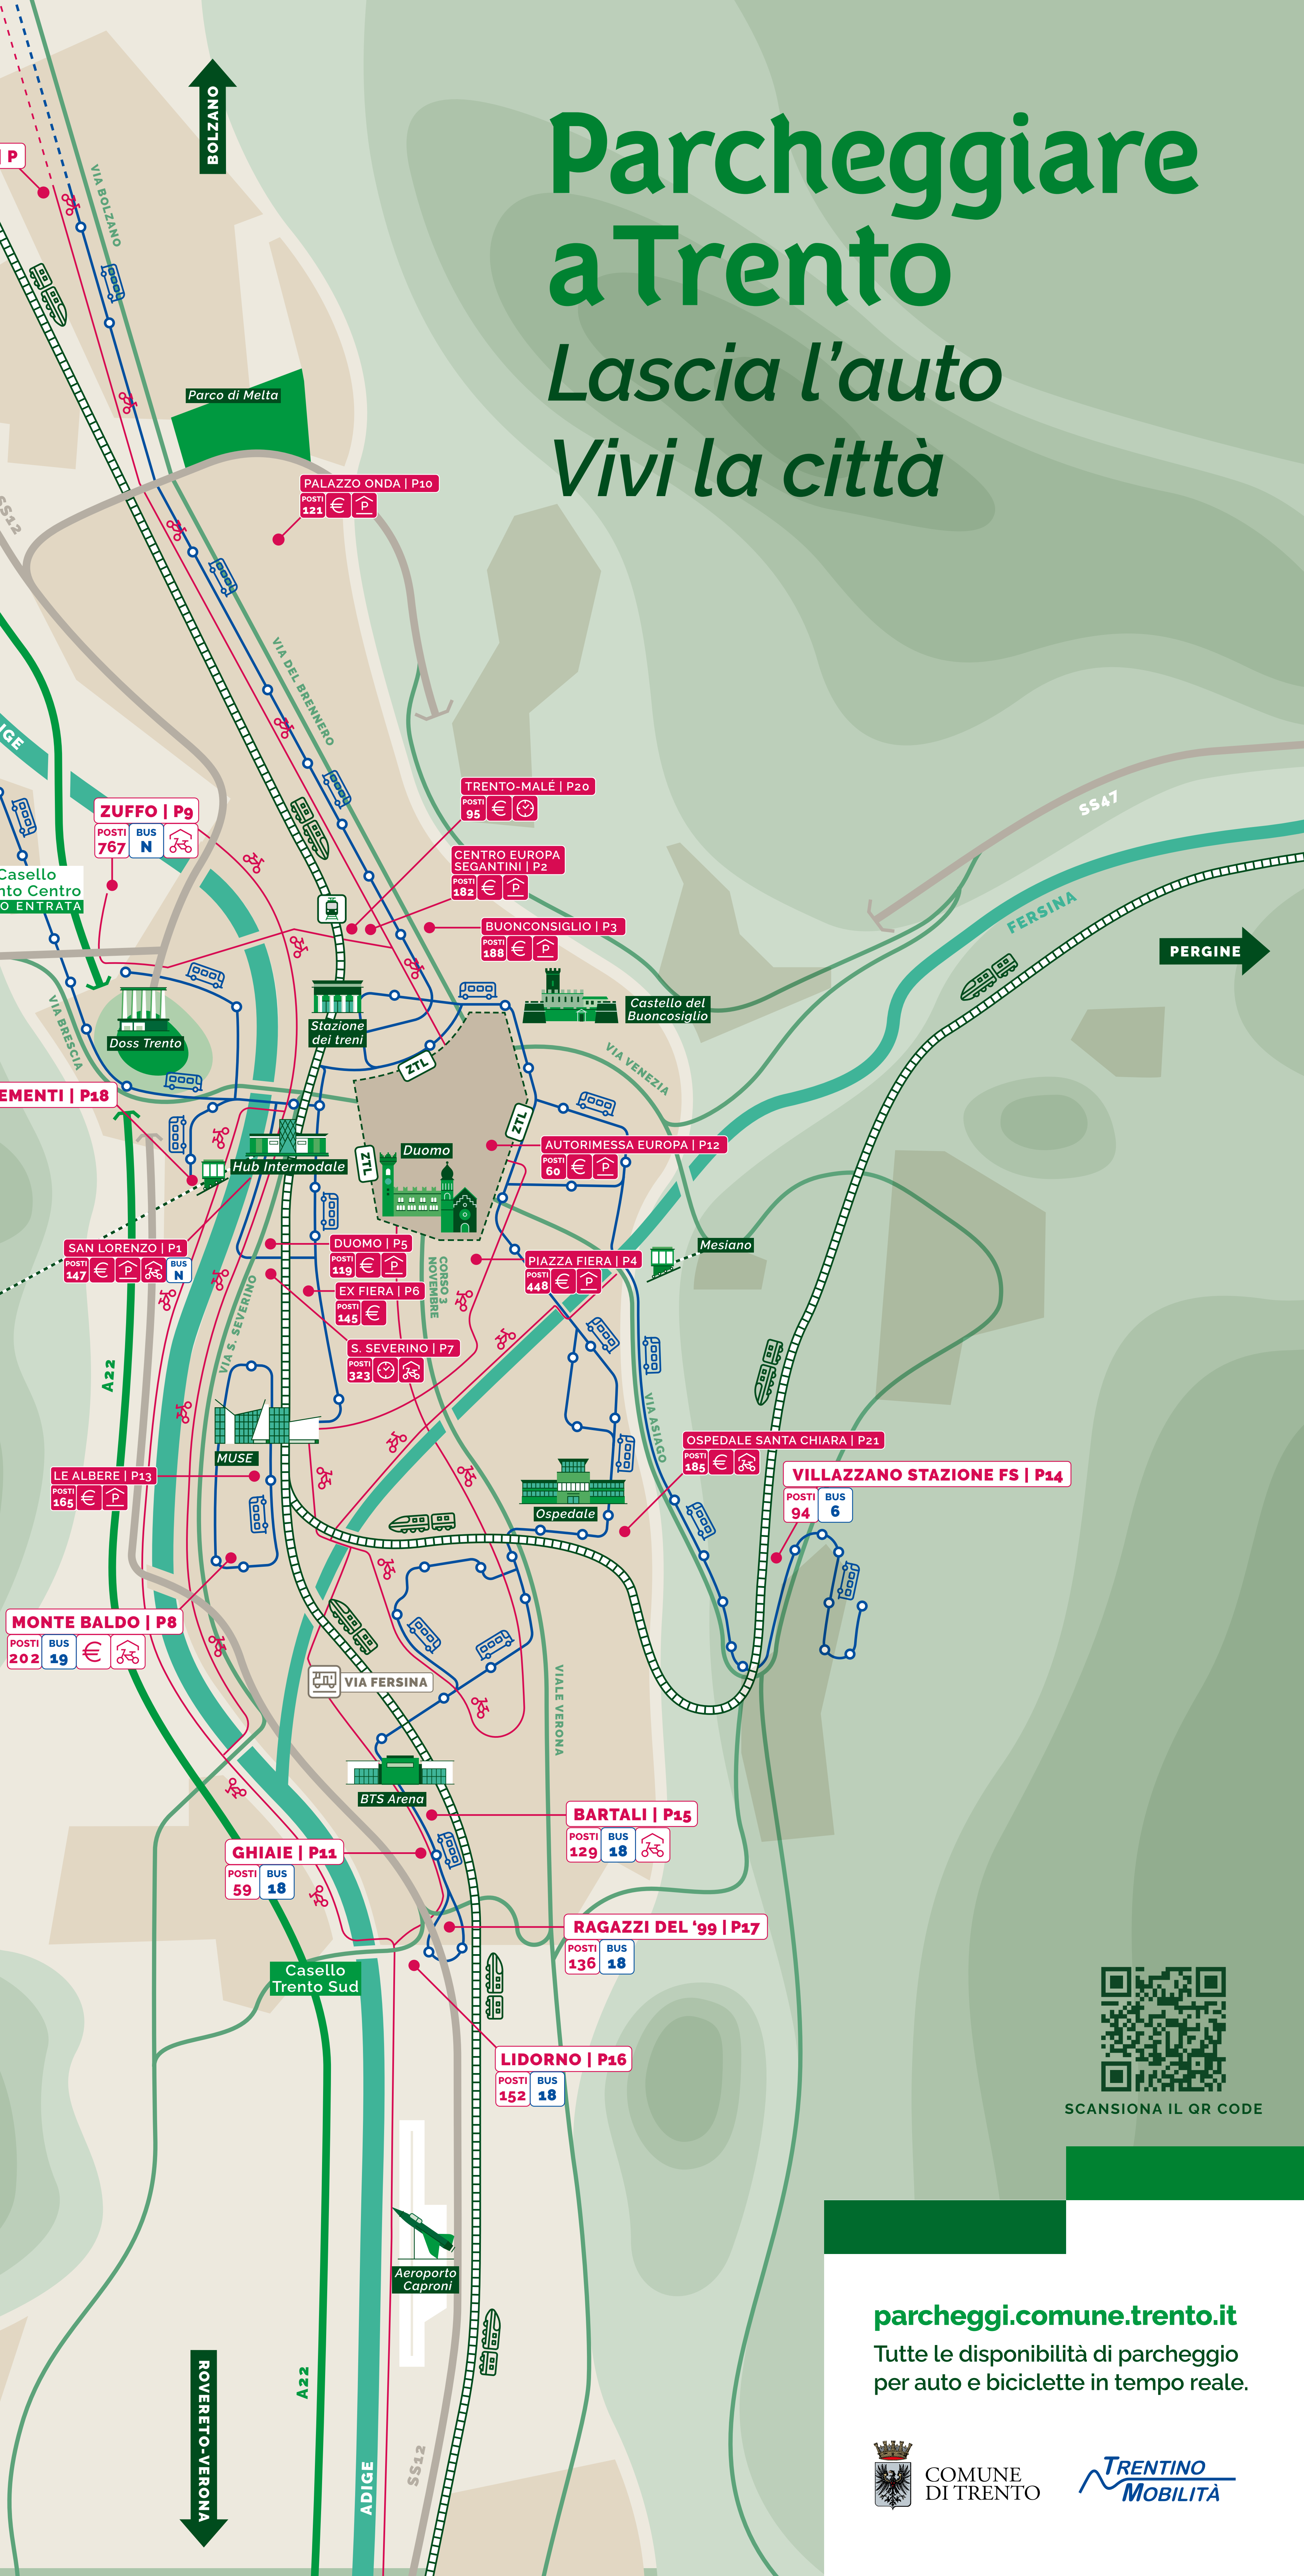 Parcheggiare
a Trento
Lascia l'auto
Vivi la città
BOLZANO
| P
VIA BOLZANO
Parco di Melta
PALAZZO ONDA | P10
POSTI
121
€
P
SS12
VIA DEL BRENNERO
TRENTO-MALÉ | P20
POSTI
95
€
ZUFFO | P9
POSTI
767
BUS
N
CENTRO EUROPA
SEGANTINI | P2
POSTI
182
€
P
Casello
nto Centro
O ENTRATA
BUONCONSIGLIO | P3
POSTI
188
€
P
SS47
FERSINA
PERGINE
Castello del
Buonconsiglio
Stazione
dei treni
Doss Trento
VIA BRESCIA
VIA VENEZIA
ZTL
ZTL
ZTL
EMENTI | P18
Hub Intermodale
Duomo
AUTORIMESSA EUROPA | P12
POSTI
60
€
P
SAN LORENZO | P1
POSTI
147
€
P
BUS
N
DUOMO | P5
POSTI
119
€
P
PIAZZA FIERA | P4
POSTI
448
€
P
Mesiano
EX FIERA | P6
POSTI
145
€
CORSO 3
NOVEMBRE
VIA S. SEVERINO
S. SEVERINO | P7
POSTI
323
A22
VIA ASIAGO
MUSE
LE ALBERE | P13
POSTI
165
€
P
OSPEDALE SANTA CHIARA | P21
POSTI
185
€
VILLAZZANO STAZIONE FS | P14
POSTI
94
BUS
6
Ospedale
MONTE BALDO | P8
POSTI
202
BUS
19
€
VIA FERSINA
VIALE VERONA
BTS Arena
BARTALI | P15
POSTI
129
BUS
18
GHIAIE | P11
POSTI
59
BUS
18
RAGAZZI DEL '99 | P17
POSTI
136
BUS
18
Casello
Trento Sud
LIDORNO | P16
POSTI
152
BUS
18
SCANSIONA IL QR CODE
Aeroporto
Caproni
ROVERETO-VERONA
A22
ADIGE
SS12
parcheggi.comune.trento.it
Tutte le disponibilità di parcheggio
per auto e biciclette in tempo reale.
COMUNE
DI TRENTO
TRENTINO
MOBILITÀ